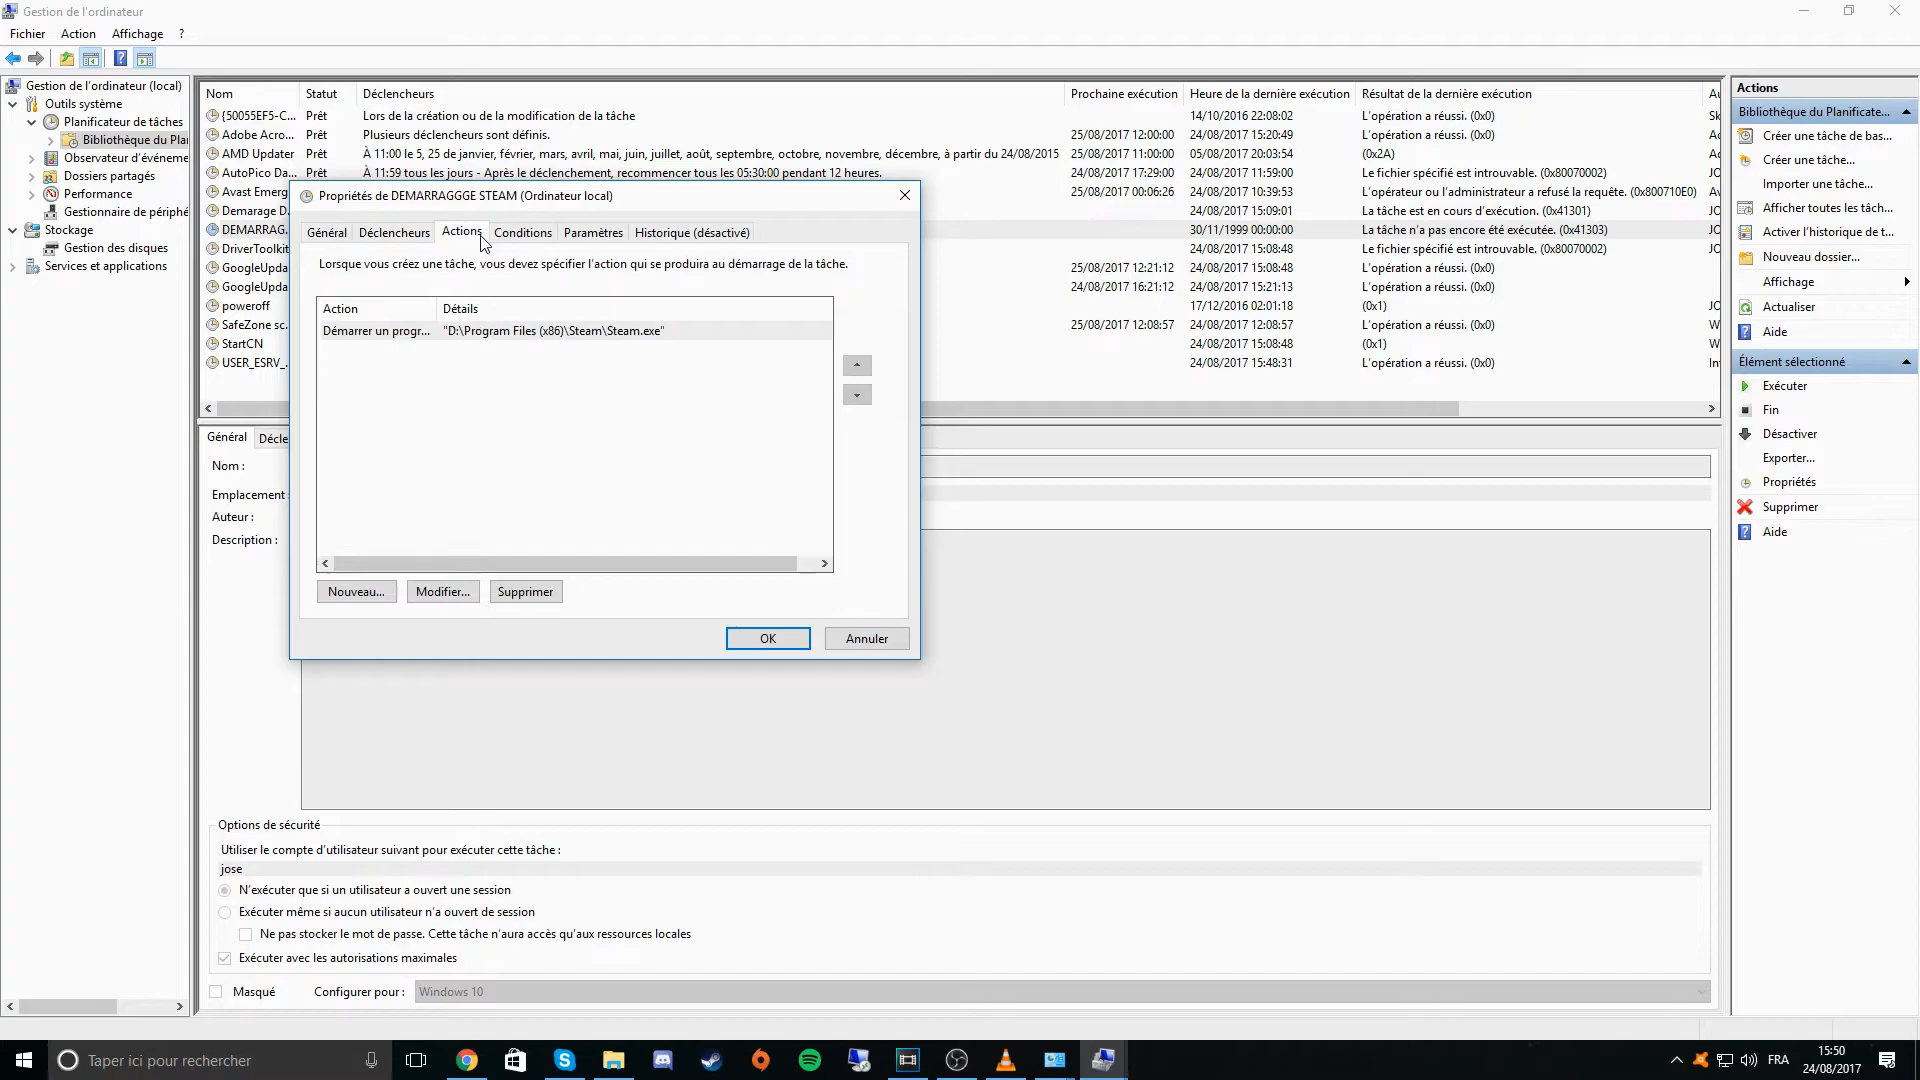 Gestion de l'ordinateur
Fichier Action Affichage ?
Gestion de l'ordinateur (local)
Outils système
Planificateur de tâches
Bibliothèque du Plan
Observateur d'événeme
Dossiers partagés
Performance
Gestionnaire de périphé
Stockage
Gestion des disques
Services et applications
Nom Statut Déclencheurs Prochaine exécution Heure de la dernière exécution Résultat de la dernière exécution Au
{50055EF5-C... Prêt Lors de la création ou de la modification de la tâche 14/10/2016 22:08:02 L'opération a réussi. (0x0) Sk
Adobe Acro... Prêt Plusieurs déclencheurs sont définis. 25/08/2017 12:00:00 24/08/2017 15:20:49 L'opération a réussi. (0x0) Ac
AMD Updater Prêt À 11:00 le 5, 25 de janvier, février, mars, avril, mai, juin, juillet, août, septembre, octobre, novembre, décembre, à partir du 24/08/2015 25/08/2017 11:00:00 05/08/2017 20:03:54 (0x2A) Ac
AutoPico Da... Prêt À 11:59 tous les jours - Après le déclenchement, recommencer tous les 05:30:00 pendant 12 heures. 24/08/2017 17:29:00 24/08/2017 11:59:00 Le fichier spécifié est introuvable. (0x80070002)
Avast Emerg 25/08/2017 00:06:26 24/08/2017 10:39:53 L'opérateur ou l'administrateur a refusé la requête. (0x800710E0) Av
Demarage D. 24/08/2017 15:09:01 La tâche est en cours d'exécution. (0x41301) JO
DEMARRAG. 30/11/1999 00:00:00 La tâche n'a pas encore été exécutée. (0x41303) JO
DriverToolkit 24/08/2017 15:08:48 Le fichier spécifié est introuvable. (0x80070002)
GoogleUpda 25/08/2017 12:21:12 24/08/2017 15:08:48 L'opération a réussi. (0x0)
GoogleUpda 24/08/2017 16:21:12 24/08/2017 15:21:13 L'opération a réussi. (0x0)
poweroff 17/12/2016 02:01:18 (0x1) JO
SafeZone sc. 25/08/2017 12:08:57 24/08/2017 12:08:57 L'opération a réussi. (0x0) W
StartCN 24/08/2017 15:08:48 (0x1) W
USER_ESRV_. 24/08/2017 15:48:31 L'opération a réussi. (0x0) Int
Propriétés de DEMARRAGGGE STEAM (Ordinateur local)
Général Déclencheurs Actions Conditions Paramètres Historique (désactivé)
Lorsque vous créez une tâche, vous devez spécifier l'action qui se produira au démarrage de la tâche.
Action Détails
Démarrer un progr... "D:\Program Files (x86)\Steam\Steam.exe"
Nouveau... Modifier... Supprimer
OK Annuler
Général Décle
Nom :
Emplacement :
Auteur :
Description :
Options de sécurité
Utiliser le compte d'utilisateur suivant pour exécuter cette tâche :
jose
N'exécuter que si un utilisateur a ouvert une session
Exécuter même si aucun utilisateur n'a ouvert de session
Ne pas stocker le mot de passe. Cette tâche n'aura accès qu'aux ressources locales
Exécuter avec les autorisations maximales
Masqué Configurer pour : Windows 10
Actions
Bibliothèque du Planificate...
Créer une tâche de bas...
Créer une tâche...
Importer une tâche...
Afficher toutes les tâch...
Activer l'historique de t...
Nouveau dossier...
Affichage
Actualiser
Aide
Élément sélectionné
Exécuter
Fin
Désactiver
Exporter...
Propriétés
Supprimer
Aide
Taper ici pour rechercher
FRA
15:50
24/08/2017